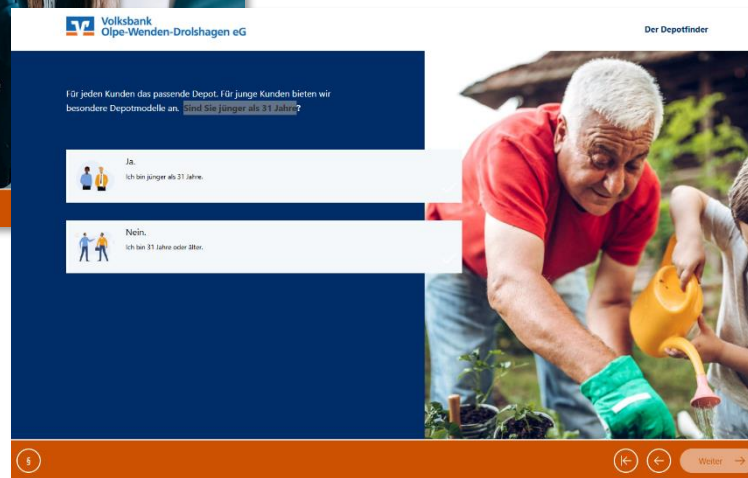 Volksbank
Olpe-Wenden-Drolshagen eG
Der Depotfinder
Für jeden Kunden das passende Depot. Für junge Kunden bieten wir
besondere Depotmodelle an. Sind Sie jünger als 31 Jahre?
Ja.
Ich bin jünger als 31 Jahre.
Nein.
Ich bin 31 Jahre oder älter.
§
Weiter